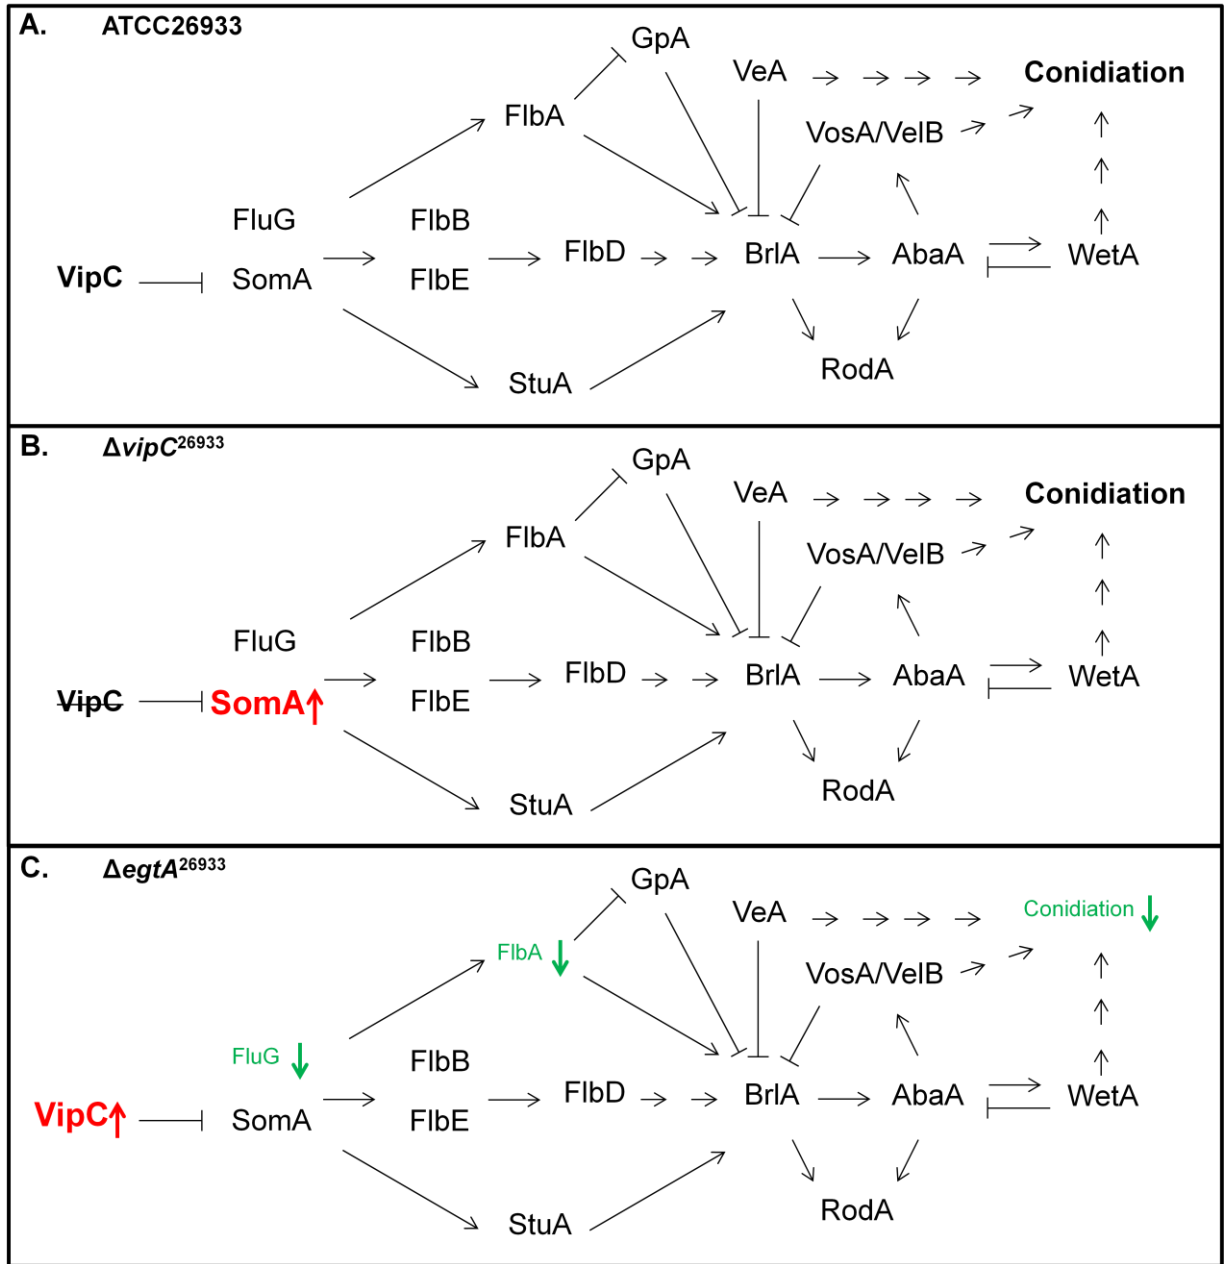 A. ATCC26933
GpA
VeA
Conidiation
FlbA
VosA/VelB
FluG
FlbB
VipC
SomA
FlbE
FlbD
BrlA
AbaA
WetA
RodA
StuA
B. ΔvipC26933
GpA
VeA
Conidiation
FlbA
VosA/VelB
FluG
FlbB
VipC
SomA
FlbE
FlbD
BrlA
AbaA
WetA
RodA
StuA
C. ΔegtA26933
GpA
VeA
Conidiation
FlbA
VosA/VelB
FluG
FlbB
VipC
SomA
FlbE
FlbD
BrlA
AbaA
WetA
RodA
StuA